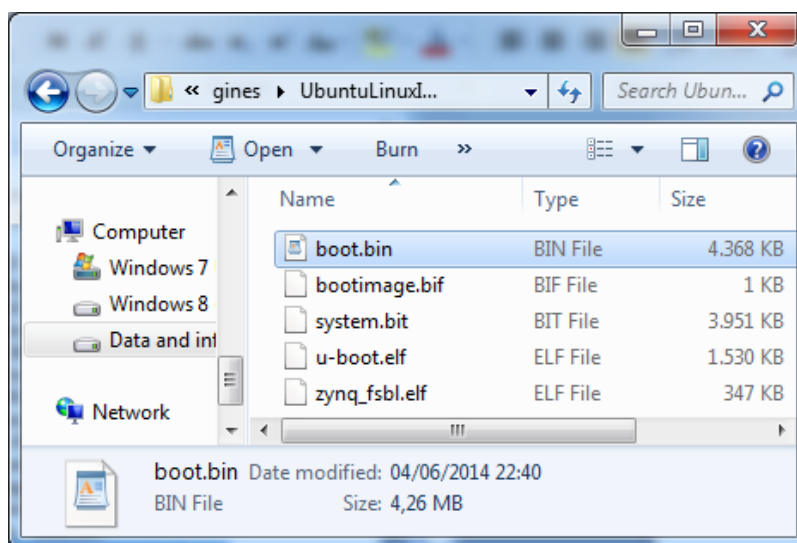 « gines ▸ UbuntuLinuxI... Search Ubun...
Organize Open Burn »
Name Type Size
Computer
Windows 7
Windows 8
Data and inf
Network
boot.bin BIN File 4.368 KB
bootimage.bif BIF File 1 KB
system.bit BIT File 3.951 KB
u-boot.elf ELF File 1.530 KB
zynq_fsbl.elf ELF File 347 KB
boot.bin Date modified: 04/06/2014 22:40
BIN File Size: 4,26 MB